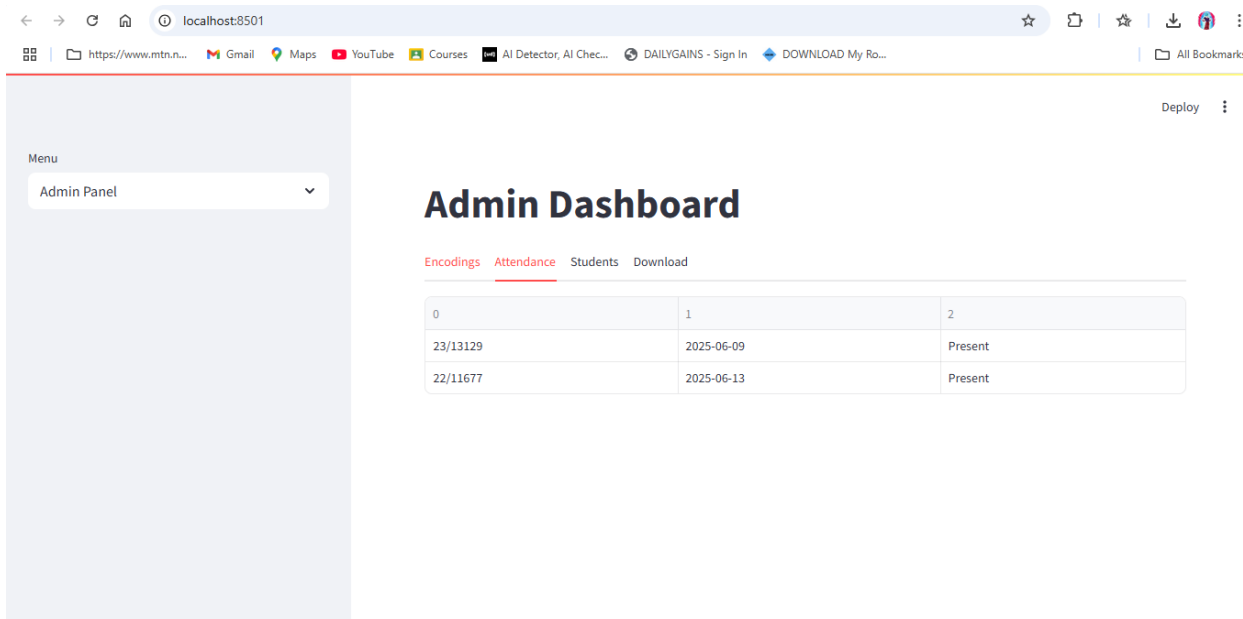 localhost:8501
https://www.mtn.n... Gmail Maps YouTube Courses AI Detector, AI Chec... DAILYGAINS - Sign In DOWNLOAD My Ro... All Bookmarks
Deploy
Menu
Admin Panel
Admin Dashboard
Encodings Attendance Students Download
0 1 2
23/13129 2025-06-09 Present
22/11677 2025-06-13 Present